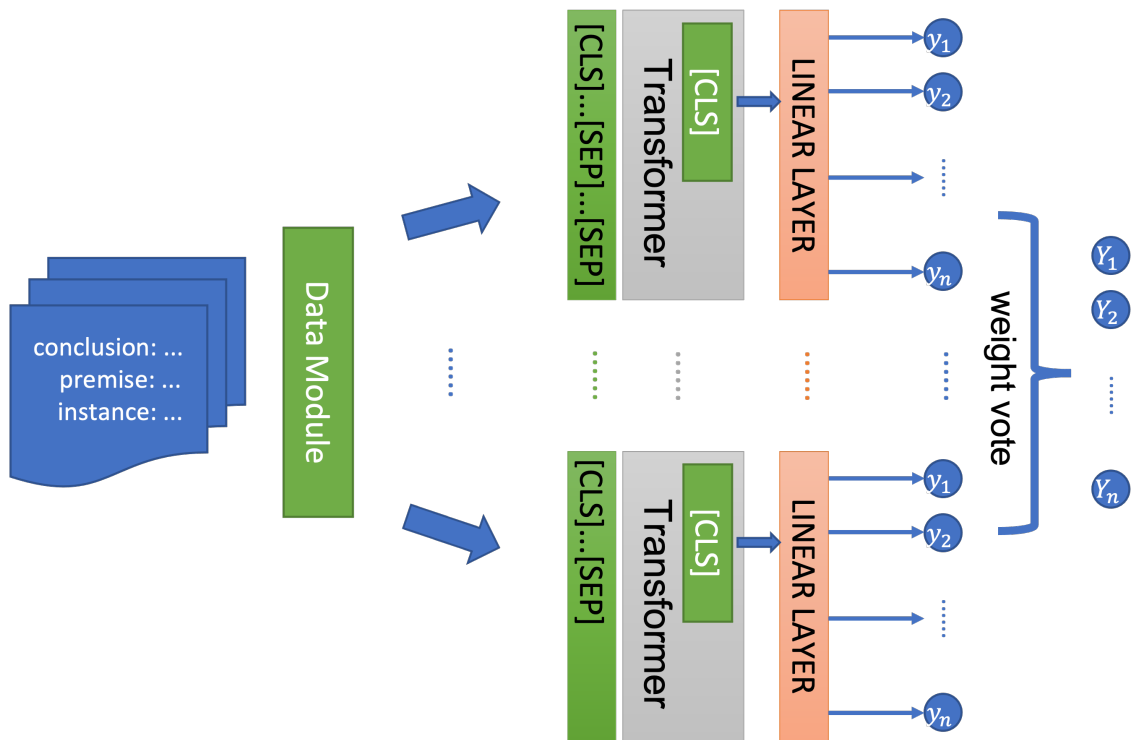 conclusion: ...
premise: ...
instance: ...
Data Module
[CLS]...[SEP]...[SEP]
Transformer
[CLS]
LINEAR LAYER
y₁
y₂
......
yₙ
......
......
......
......
......
[CLS]...[SEP]
Transformer
[CLS]
LINEAR LAYER
y₁
y₂
......
yₙ
weight vote
Y₁
Y₂
......
Yₙ